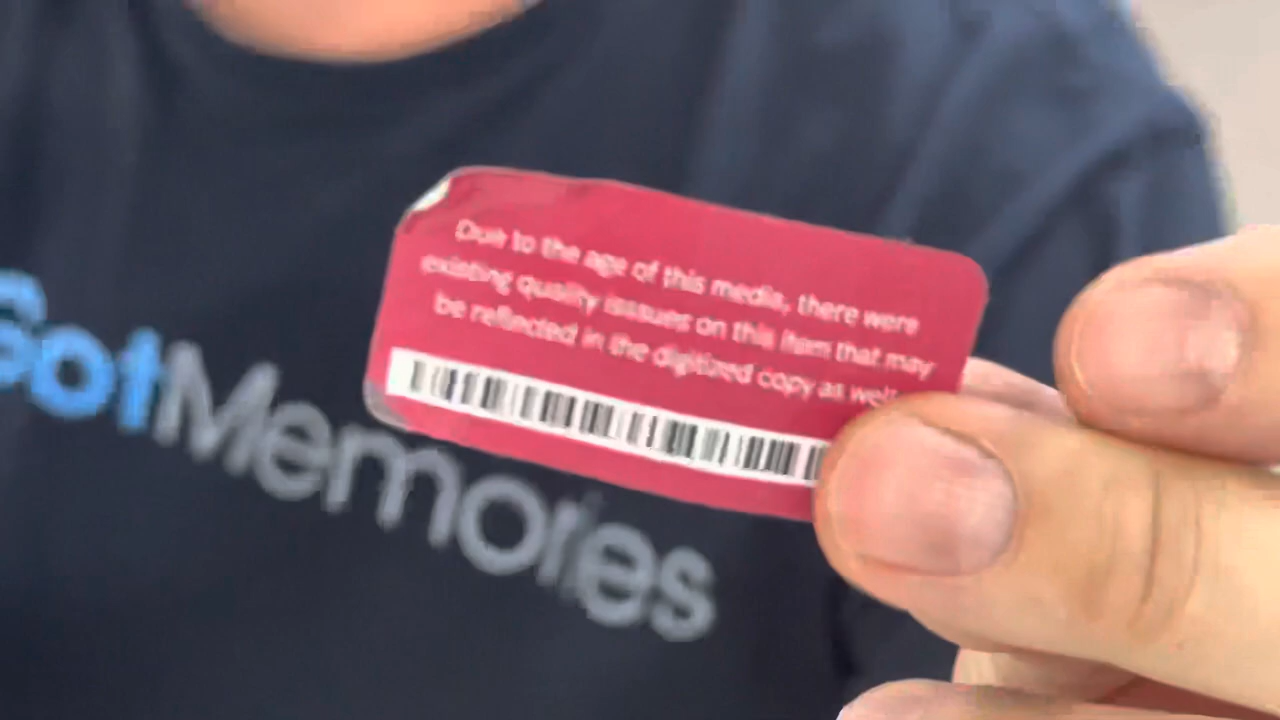 Due to the age of this media, there were
existing quality issues on this item that may
be reflected in the digitized copy as well.
GotMemories